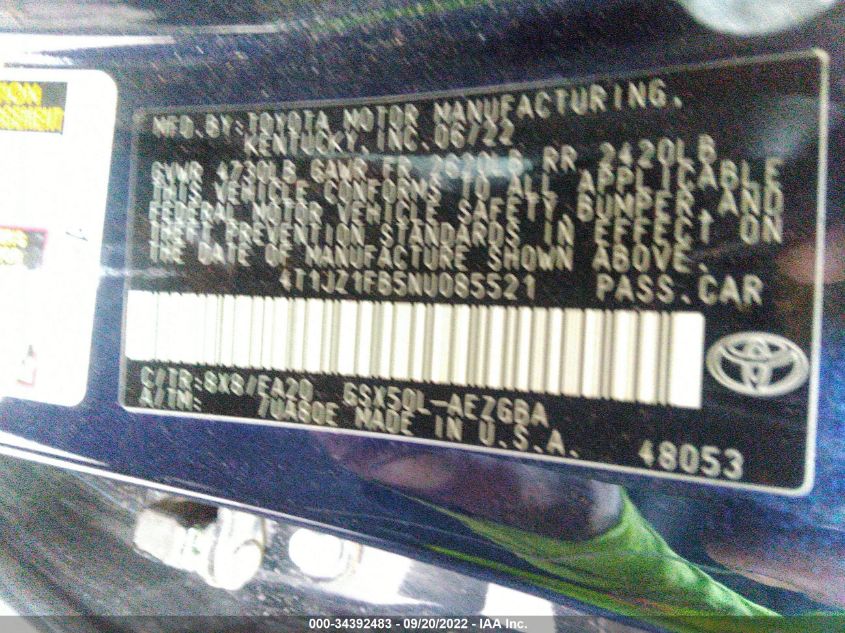 MFD. BY: TOYOTA MOTOR MANUFACTURING,
KENTUCKY, INC. 06/22
GVWR 4730LB GAWR FR 2620LB RR 2420LB
THIS VEHICLE CONFORMS TO ALL APPLICABLE
FEDERAL MOTOR VEHICLE SAFETY, BUMPER, AND
THEFT PREVENTION STANDARDS IN EFFECT ON
THE DATE OF MANUFACTURE SHOWN ABOVE.
4T1JZ1FB5NU085521 PASS. CAR
C/TR: 8X8/EA20 GSX50L-AEZGBA
A/TM: /UA80E MADE IN U.S.A.
48053
000-34392483 - 09/20/2022 - IAA Inc.